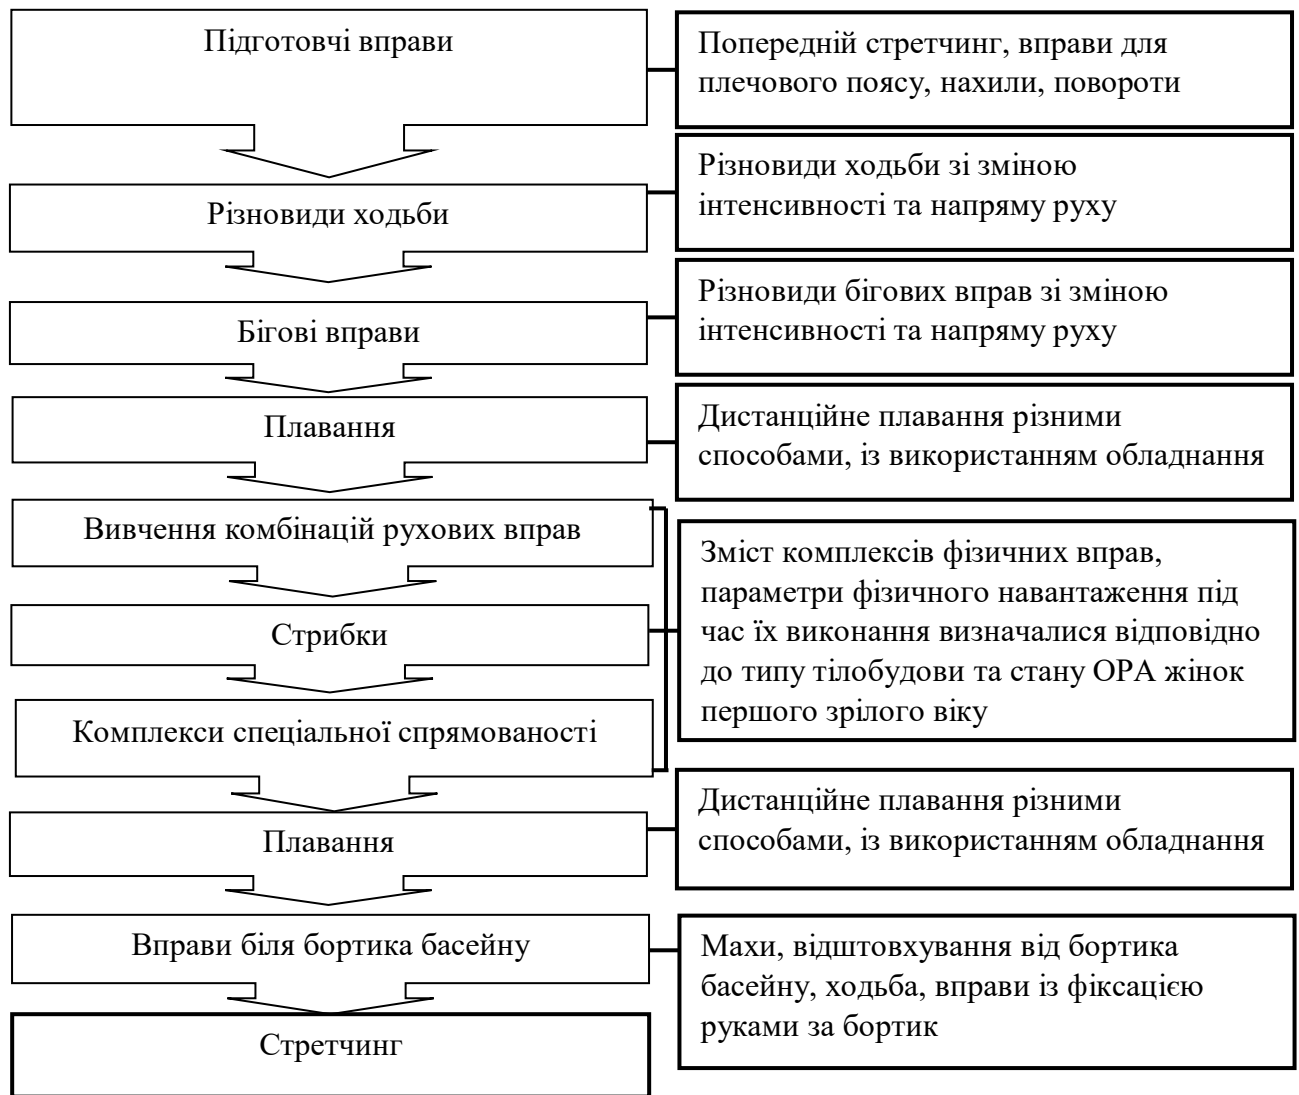 Підготовчі вправи
Попередній стретчинг, вправи для
плечового поясу, нахили, повороти
Різновиди ходьби
Різновиди ходьби зі зміною
інтенсивності та напряму руху
Бігові вправи
Різновиди бігових вправ зі зміною
інтенсивності та напряму руху
Плавання
Дистанційне плавання різними
способами, із використанням обладнання
Вивчення комбінацій рухових вправ
Стрибки
Комплекси спеціальної спрямованості
Зміст комплексів фізичних вправ,
параметри фізичного навантаження під
час їх виконання визначалися відповідно
до типу тілобудови та стану ОРА жінок
першого зрілого віку
Плавання
Дистанційне плавання різними
способами, із використанням обладнання
Вправи біля бортика басейну
Махи, відштовхування від бортика
басейну, ходьба, вправи із фіксацією
руками за бортик
Стретчинг